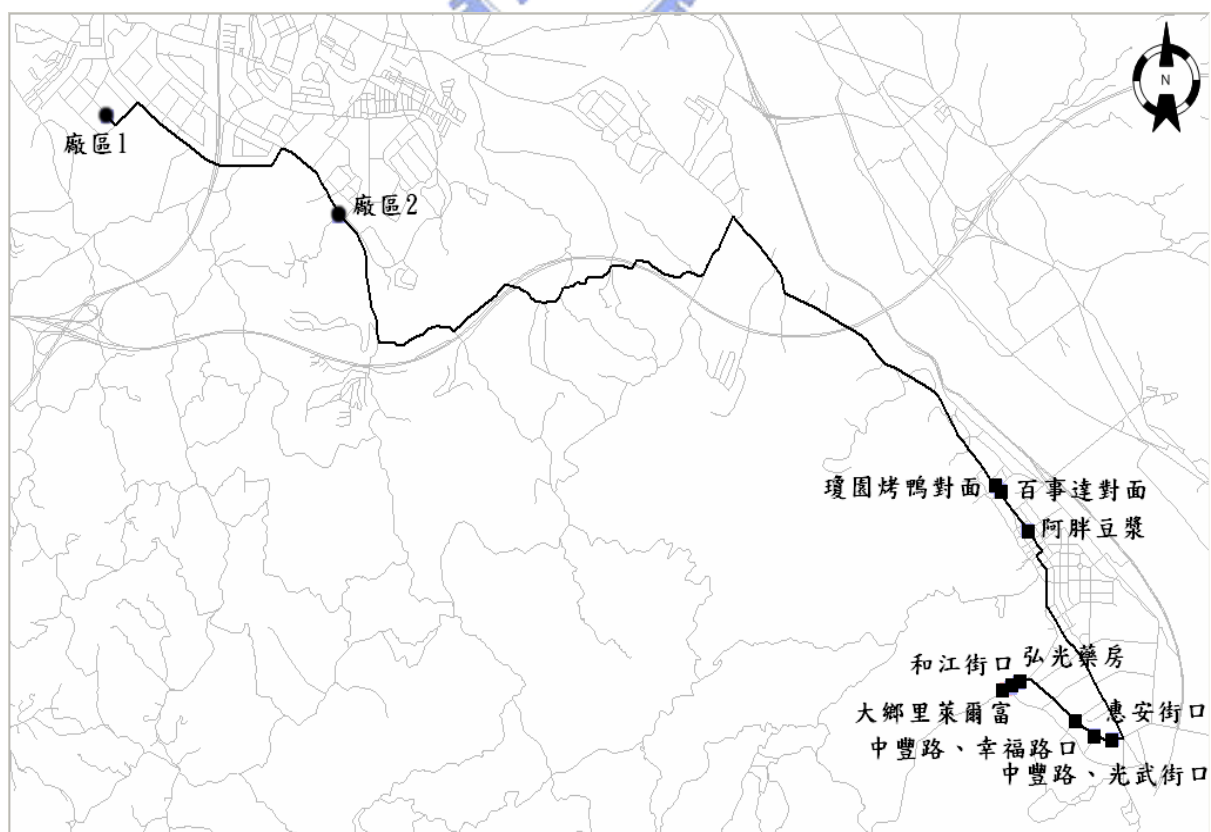 N
廠區1
廠區2
瓊園烤鴨對面
百事達對面
阿胖豆漿
和江街口
弘光藥房
大鄉里萊爾富
惠安街口
中豐路、幸福路口
中豐路、光武街口